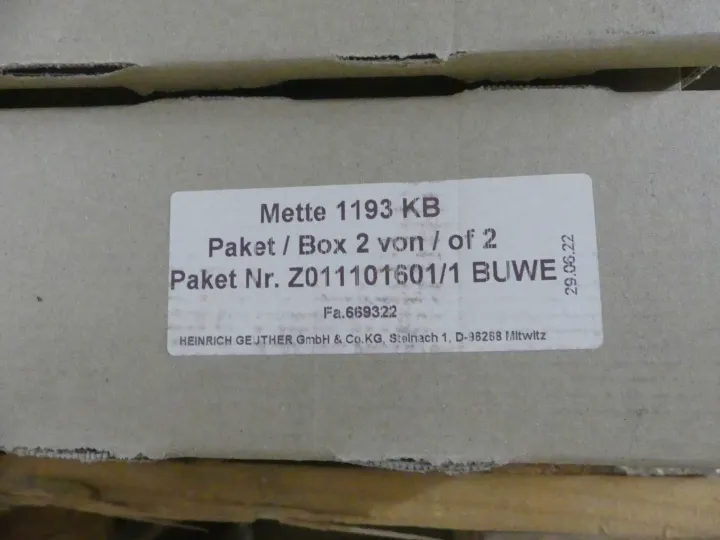 Mette 1193 KB
Paket / Box 2 von / of 2
Paket Nr. Z011101601/1 BUWE
29.06.22
Fa.669322
HEINRICH GEUTHER GmbH & Co.KG, Steinach 1, D-96268 Mitwitz